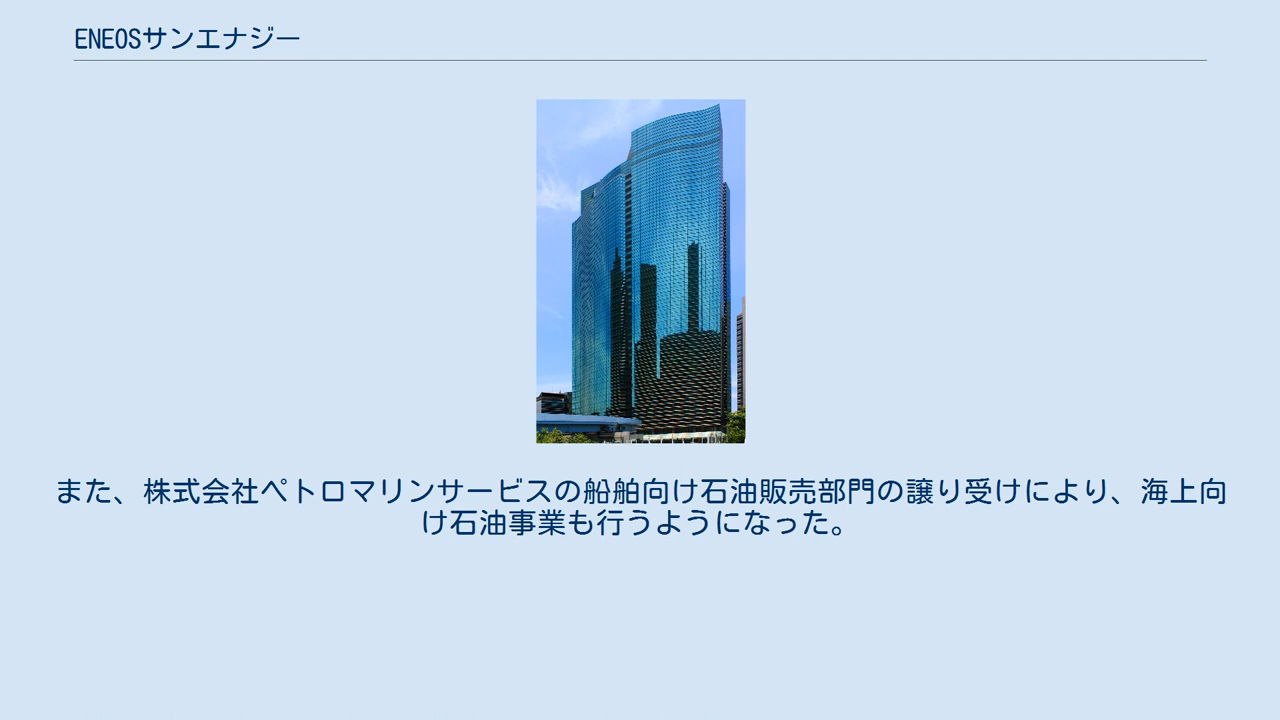 ENEOSサンエナジー
また、株式会社ペトロマリンサービスの船舶向け石油販売部門の譲り受けにより、海上向
け石油事業も行うようになった。